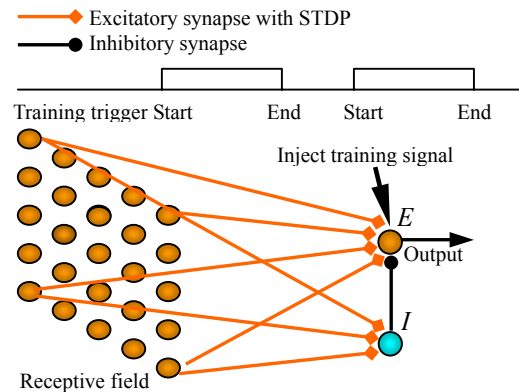 Excitatory synapse with STDP
Inhibitory synapse
Training trigger Start End Start End
Inject training signal
E
Output
I
Receptive field